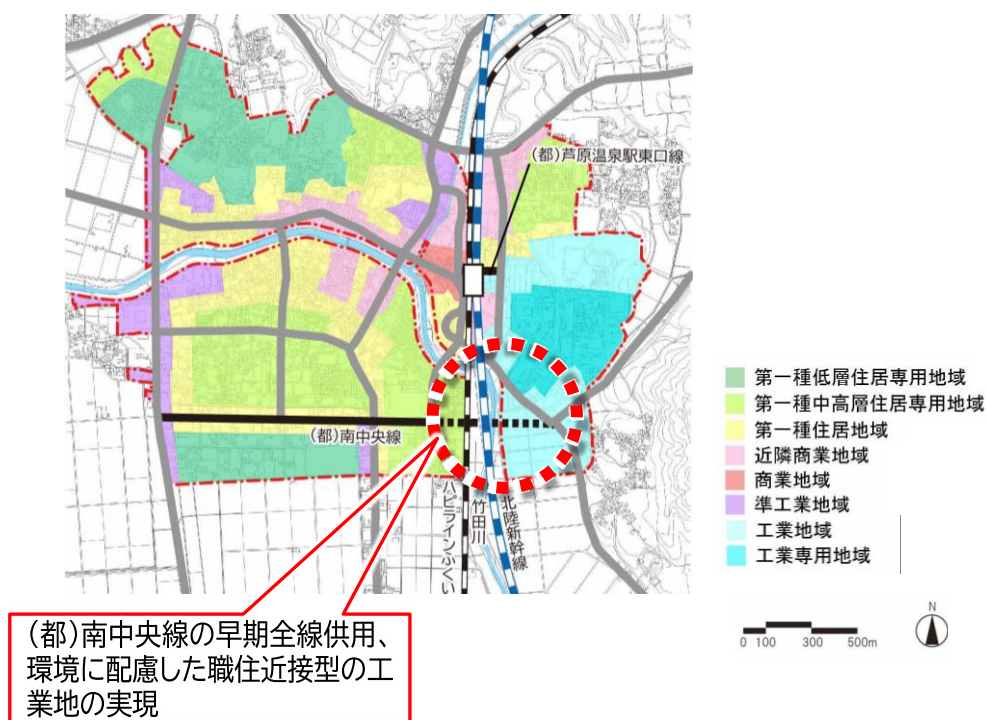 (都)芦原温泉駅東口線
(都)南中央線
ハピラインふくい
竹田川
北陸新幹線
第一種低層住居専用地域
第一種中高層住居専用地域
第一種住居地域
近隣商業地域
商業地域
準工業地域
工業地域
工業専用地域
0 100 300 500m
N
(都)南中央線の早期全線供用、
環境に配慮した職住近接型の工
業地の実現